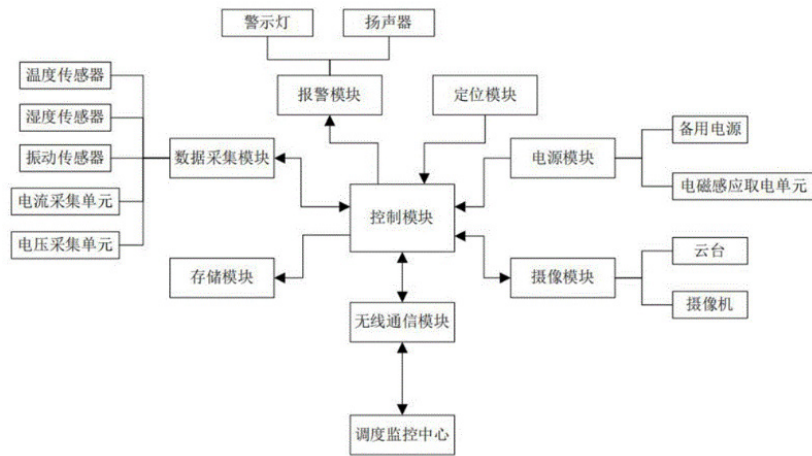 警示灯
扬声器
温度传感器
报警模块
定位模块
湿度传感器
备用电源
振动传感器
数据采集模块
电源模块
电流采集单元
电磁感应取电单元
控制模块
电压采集单元
云台
存储模块
摄像模块
摄像机
无线通信模块
调度监控中心